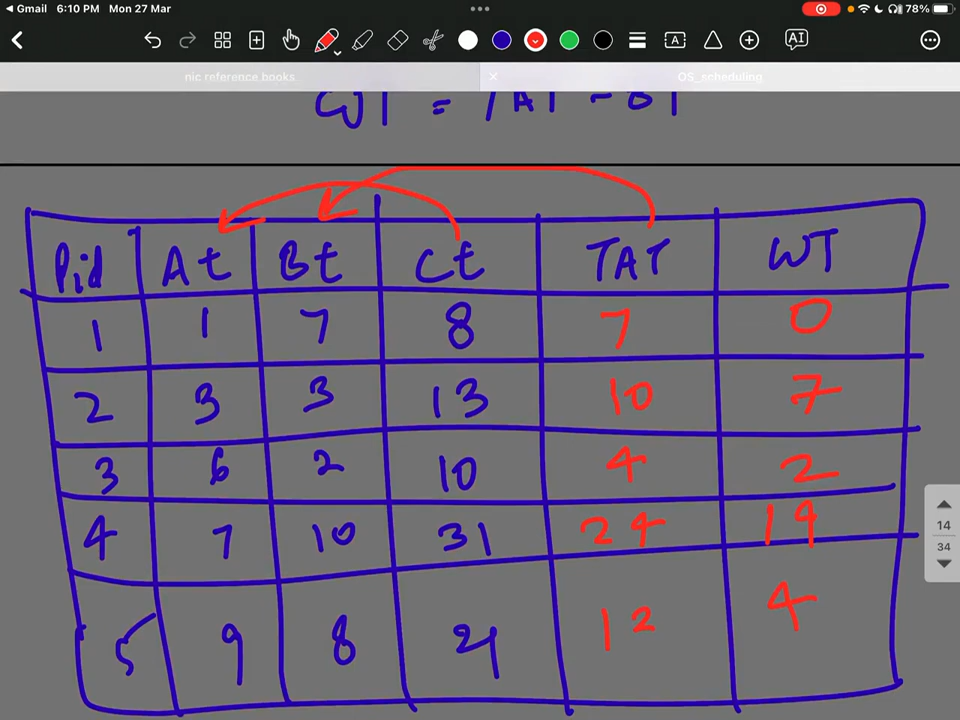 Gmail 6:10 PM Mon 27 Mar 78%
A AI
nic reference books OS_scheduling
WT = TAT - BT
Pid At Bt Ct TAT WT
1 1 7 8 7 0
2 3 3 13 10 7
3 6 2 10 4 2
4 7 10 31 24 14
5 9 8 21 12 4
14
34